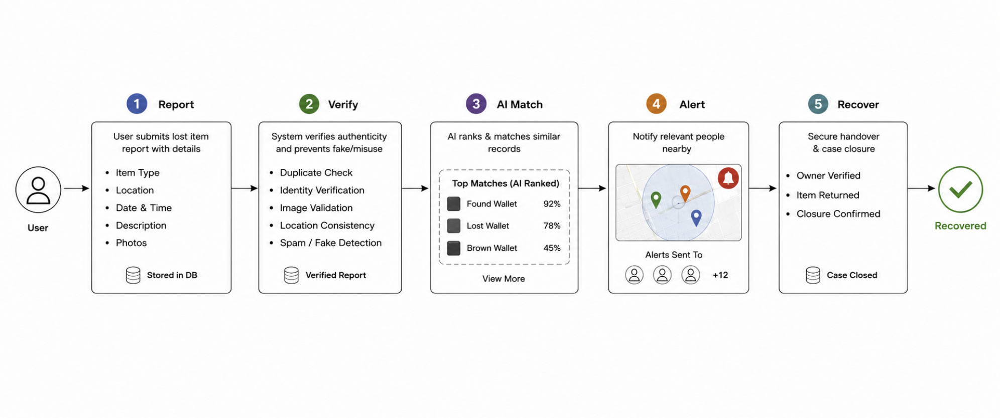 1 Report
User submits lost item
report with details
• Item Type
• Location
• Date & Time
• Description
• Photos
Stored in DB
User
2 Verify
System verifies authenticity
and prevents fake/misuse
• Duplicate Check
• Identity Verification
• Image Validation
• Location Consistency
• Spam / Fake Detection
Verified Report
3 AI Match
AI ranks & matches similar
records
Top Matches (AI Ranked)
Found Wallet 92%
Lost Wallet 78%
Brown Wallet 45%
View More
4 Alert
Notify relevant people
nearby
Alerts Sent To
+12
5 Recover
Secure handover
& case closure
• Owner Verified
• Item Returned
• Closure Confirmed
Case Closed
Recovered